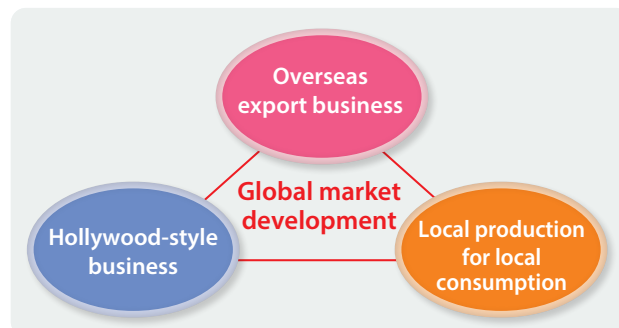 Overseas
export business
Global market
development
Hollywood-style
business
Local production
for local
consumption